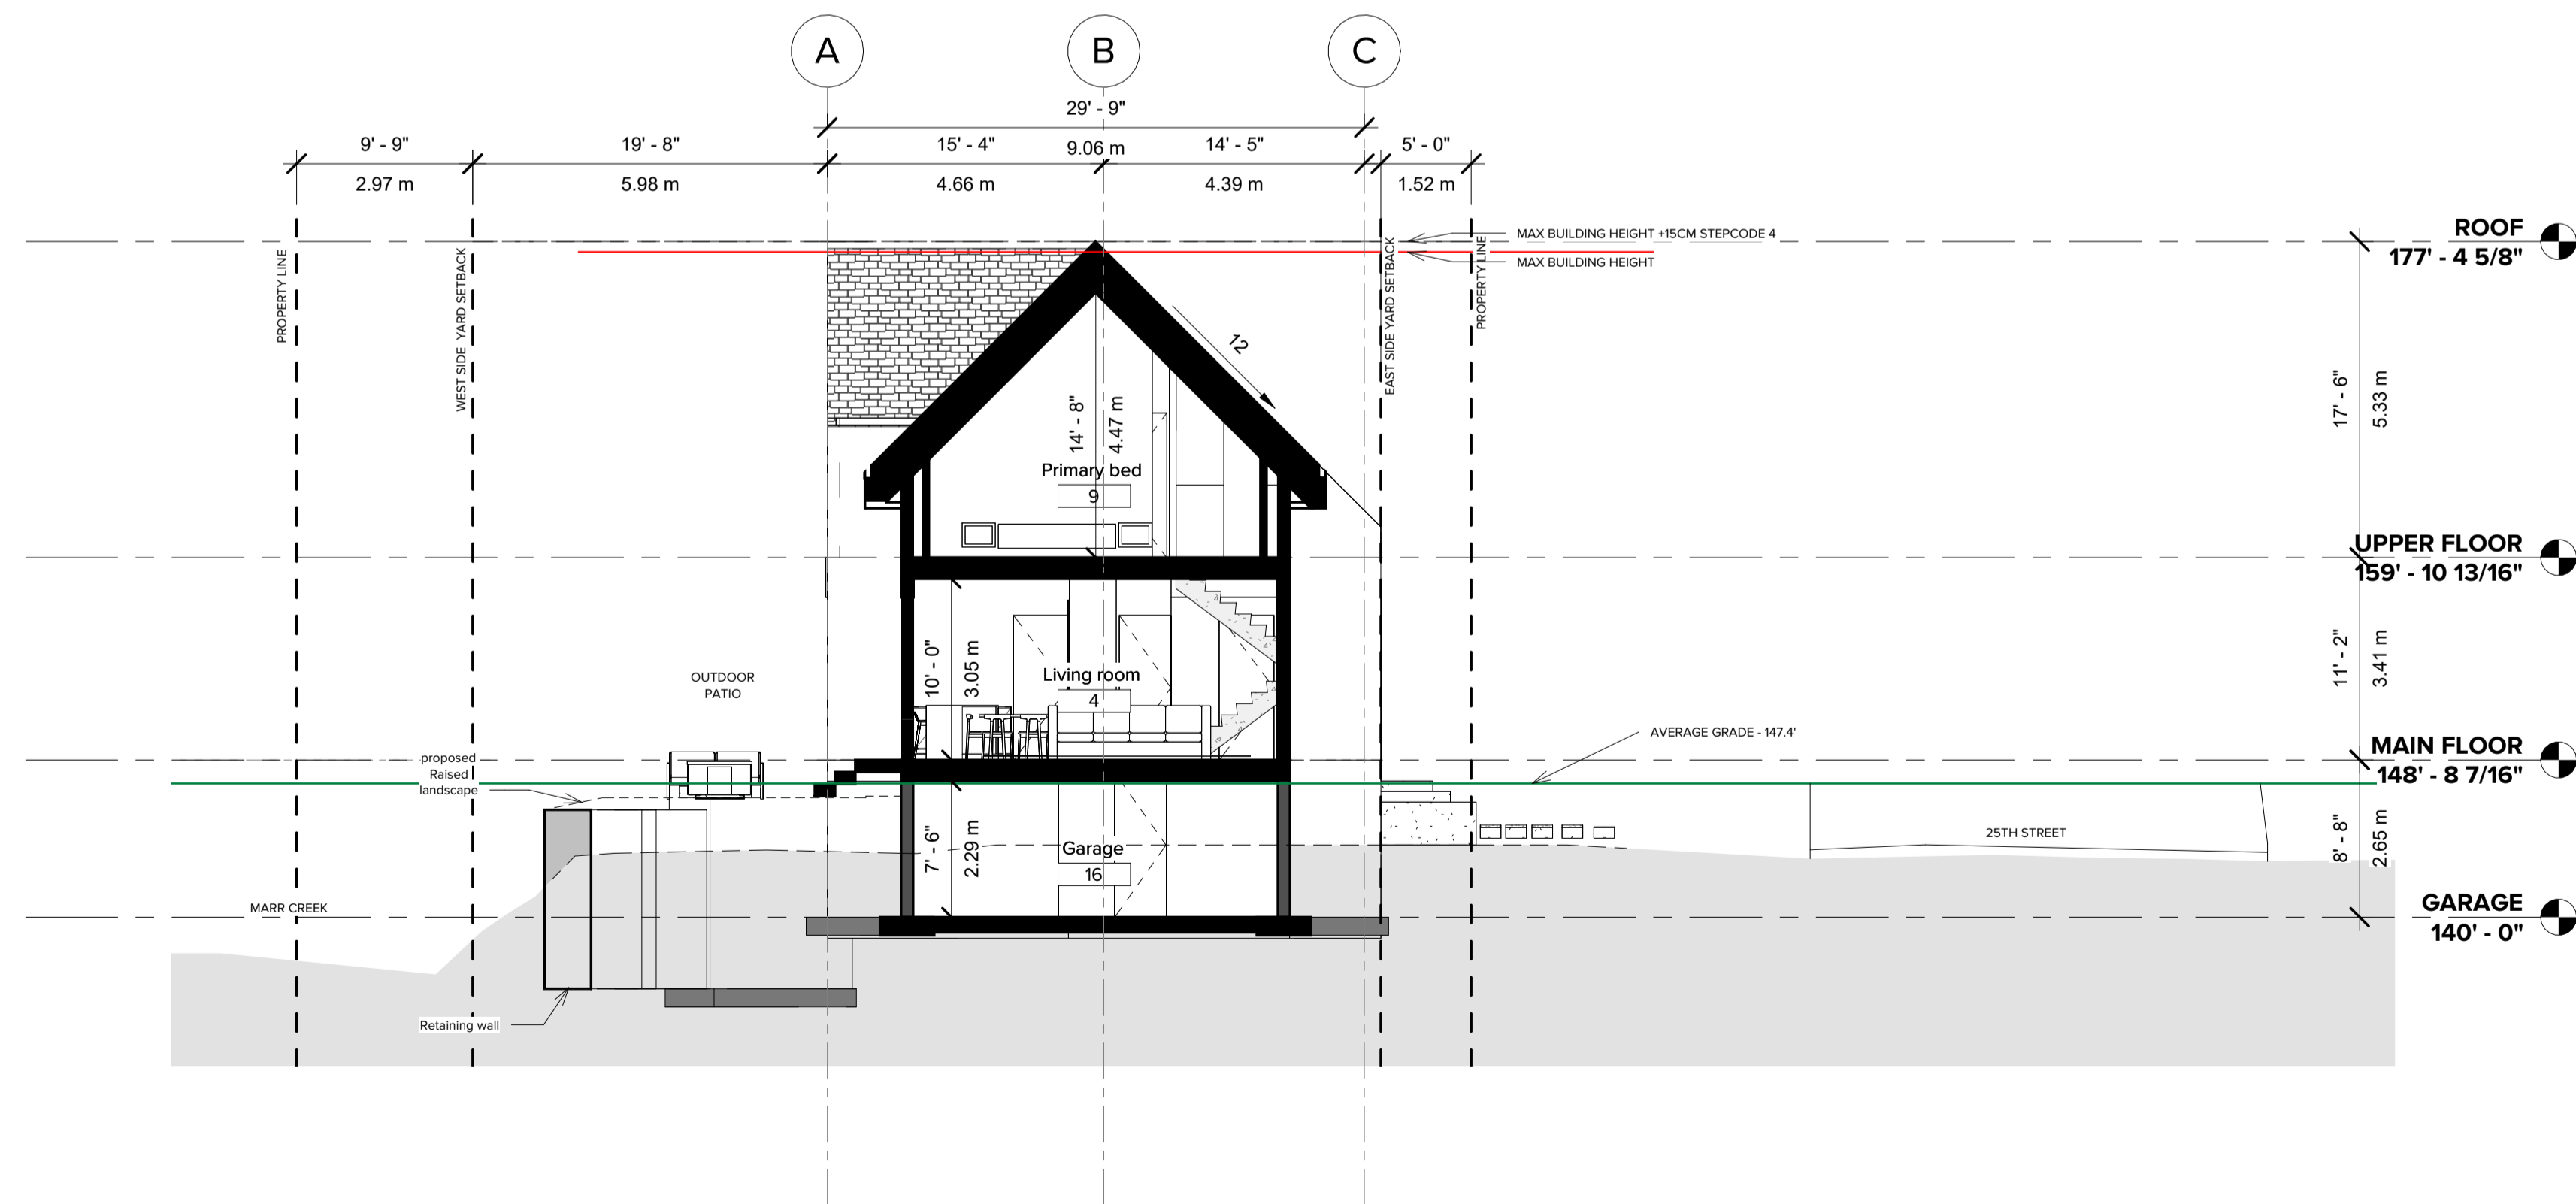 A
B
C
29' - 9"
9.06 m
9' - 9"
2.97 m
19' - 8"
5.98 m
15' - 4"
4.66 m
14' - 5"
4.39 m
5' - 0"
1.52 m
PROPERTY LINE
WEST SIDE YARD SETBACK
EAST SIDE YARD SETBACK
PROPERTY LINE
MAX BUILDING HEIGHT +15CM STEPCODE 4
MAX BUILDING HEIGHT
ROOF
177' - 4 5/8"
12
17' - 6"
5.33 m
14' - 8"
4.47 m
Primary bed
9
UPPER FLOOR
159' - 10 13/16"
10' - 0"
3.05 m
Living room
4
11' - 2"
3.41 m
OUTDOOR
PATIO
AVERAGE GRADE - 147.4'
MAIN FLOOR
148' - 8 7/16"
proposed
Raised
landscape
7' - 6"
2.29 m
Garage
16
25TH STREET
8' - 8"
2.65 m
MARR CREEK
GARAGE
140' - 0"
Retaining wall